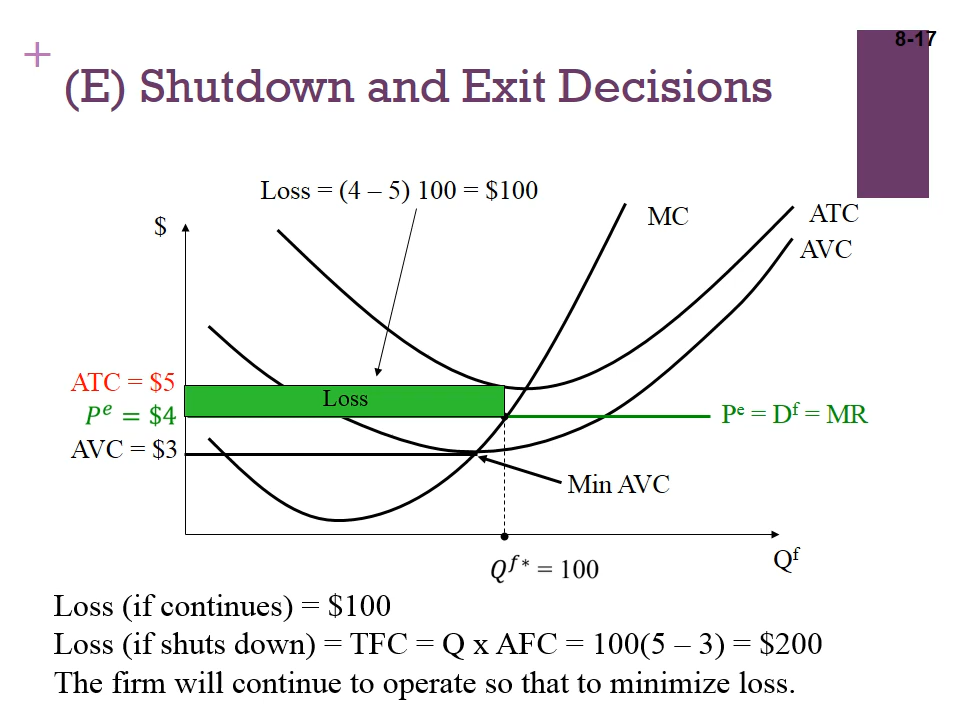 8-17
+
(E) Shutdown and Exit Decisions
Loss = (4 – 5) 100 = $100
$
MC
ATC
AVC
ATC = $5
Loss
Pᵉ = $4
Pᵉ = Dᶠ = MR
AVC = $3
Min AVC
Qᶠ
Qᶠ* = 100
Loss (if continues) = $100
Loss (if shuts down) = TFC = Q x AFC = 100(5 – 3) = $200
The firm will continue to operate so that to minimize loss.